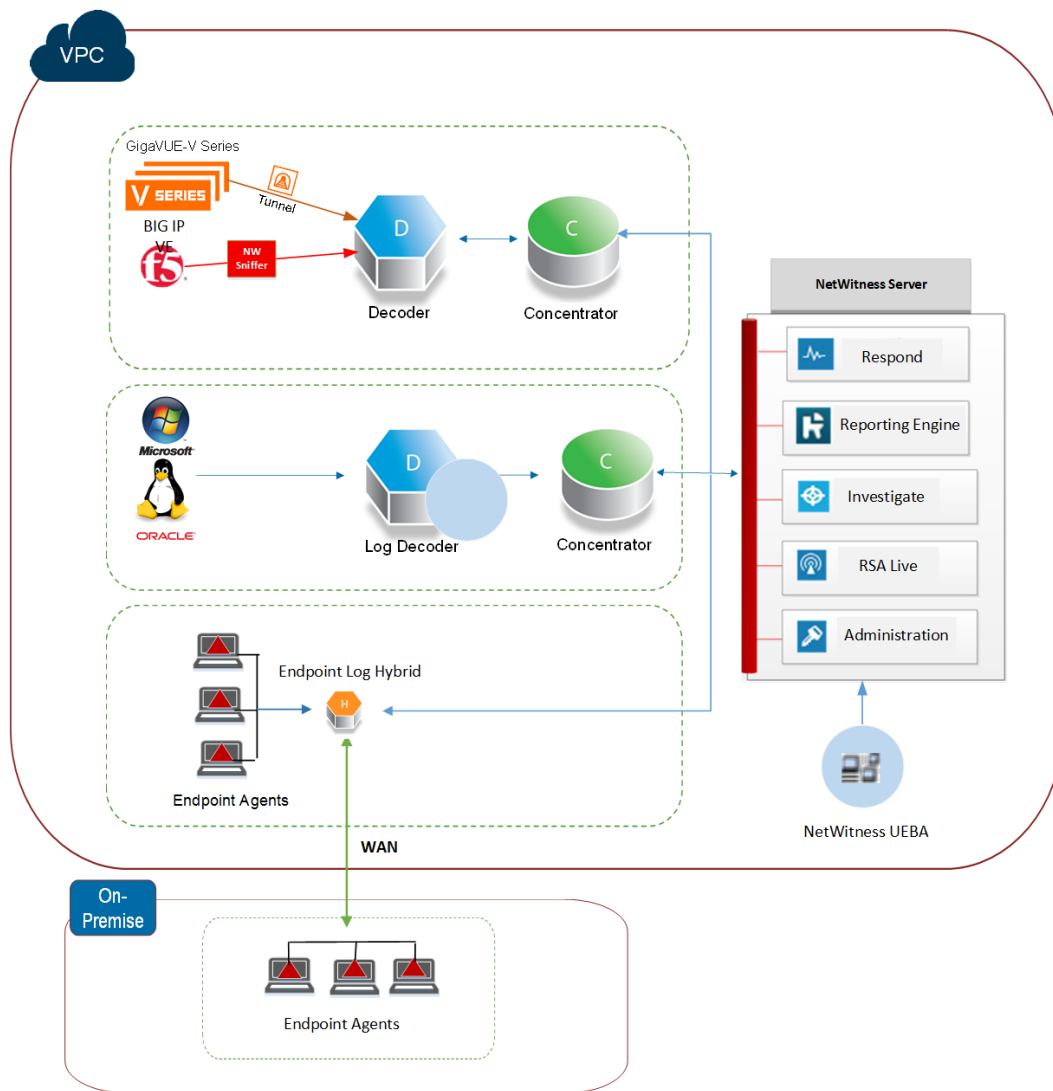 VPC
GigaVUE-V Series
V SERIES
Tunnel
BIG IP
VE
f5
NW
Sniffer
D
C
Decoder
Concentrator
Microsoft
ORACLE
D
C
Log Decoder
Concentrator
Endpoint Log Hybrid
H
Endpoint Agents
NetWitness Server
Respond
Reporting Engine
Investigate
RSA Live
Administration
NetWitness UEBA
WAN
On-
Premise
Endpoint Agents